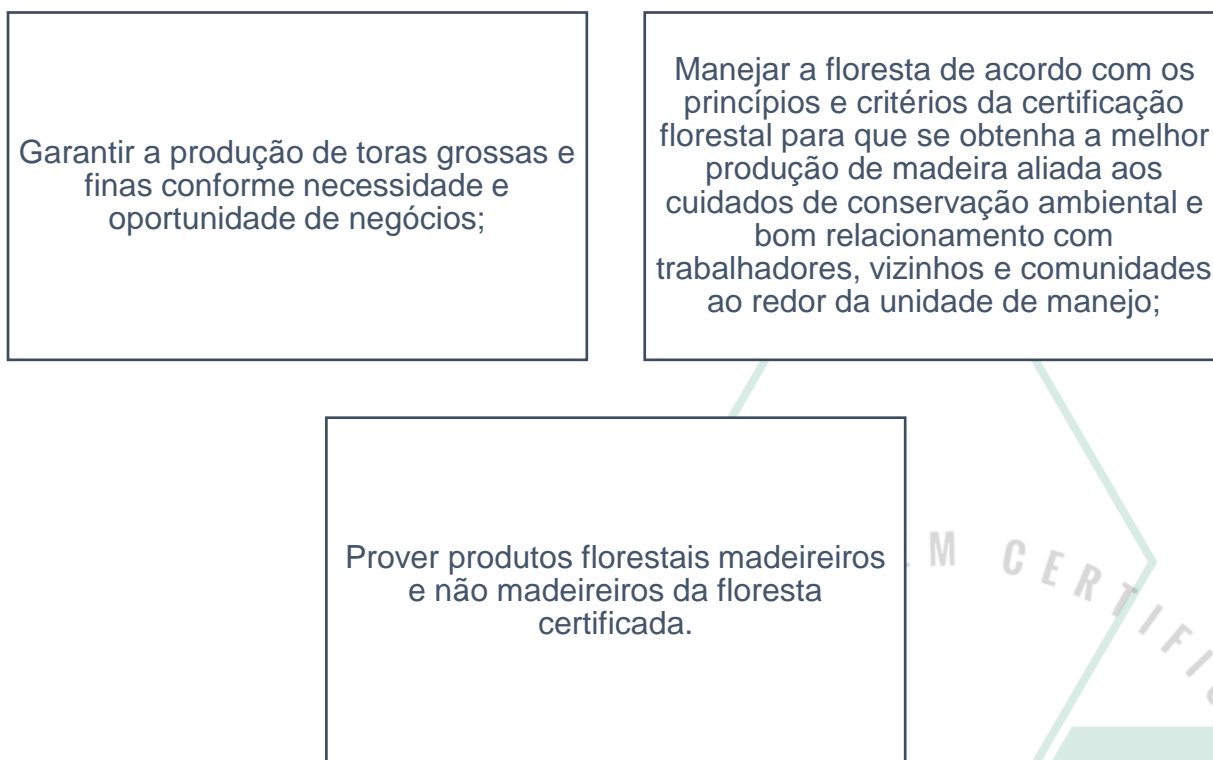 Garantir a produção de toras grossas e
finas conforme necessidade e
oportunidade de negócios;
Manejar a floresta de acordo com os
princípios e critérios da certificação
florestal para que se obtenha a melhor
produção de madeira aliada aos
cuidados de conservação ambiental e
bom relacionamento com
trabalhadores, vizinhos e comunidades
ao redor da unidade de manejo;
Prover produtos florestais madeireiros
e não madeireiros da floresta
certificada.